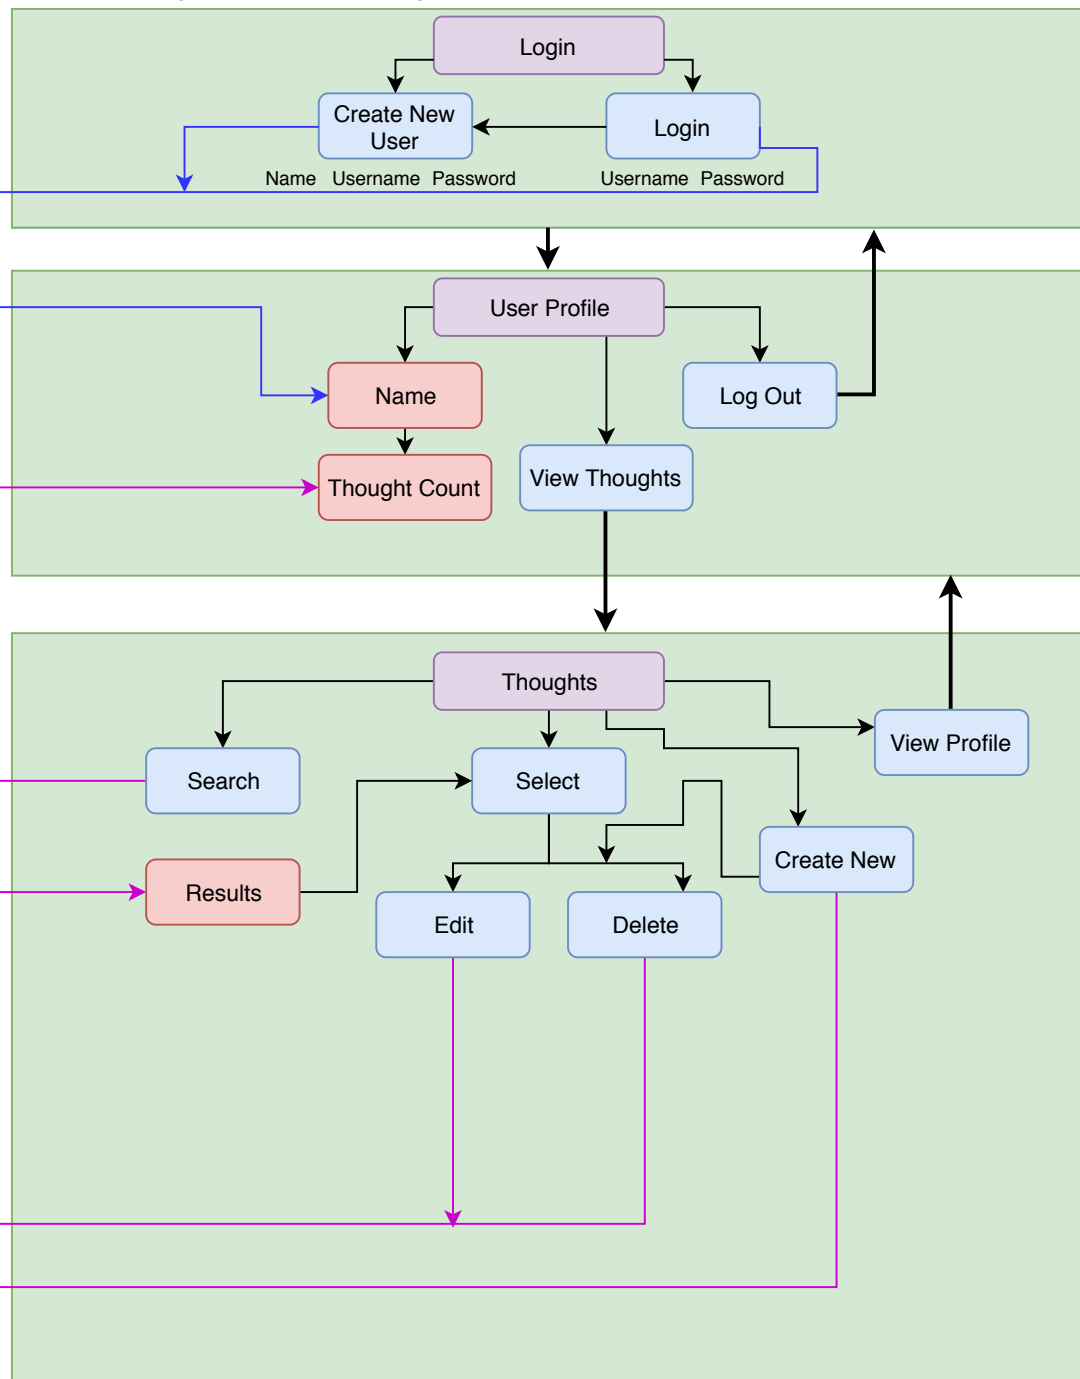 Login
Create New
User
Login
Name Username Password
Username Password
User Profile
Name
Log Out
View Thoughts
Thought Count
Thoughts
View Profile
Search
Select
Create New
Results
Edit
Delete